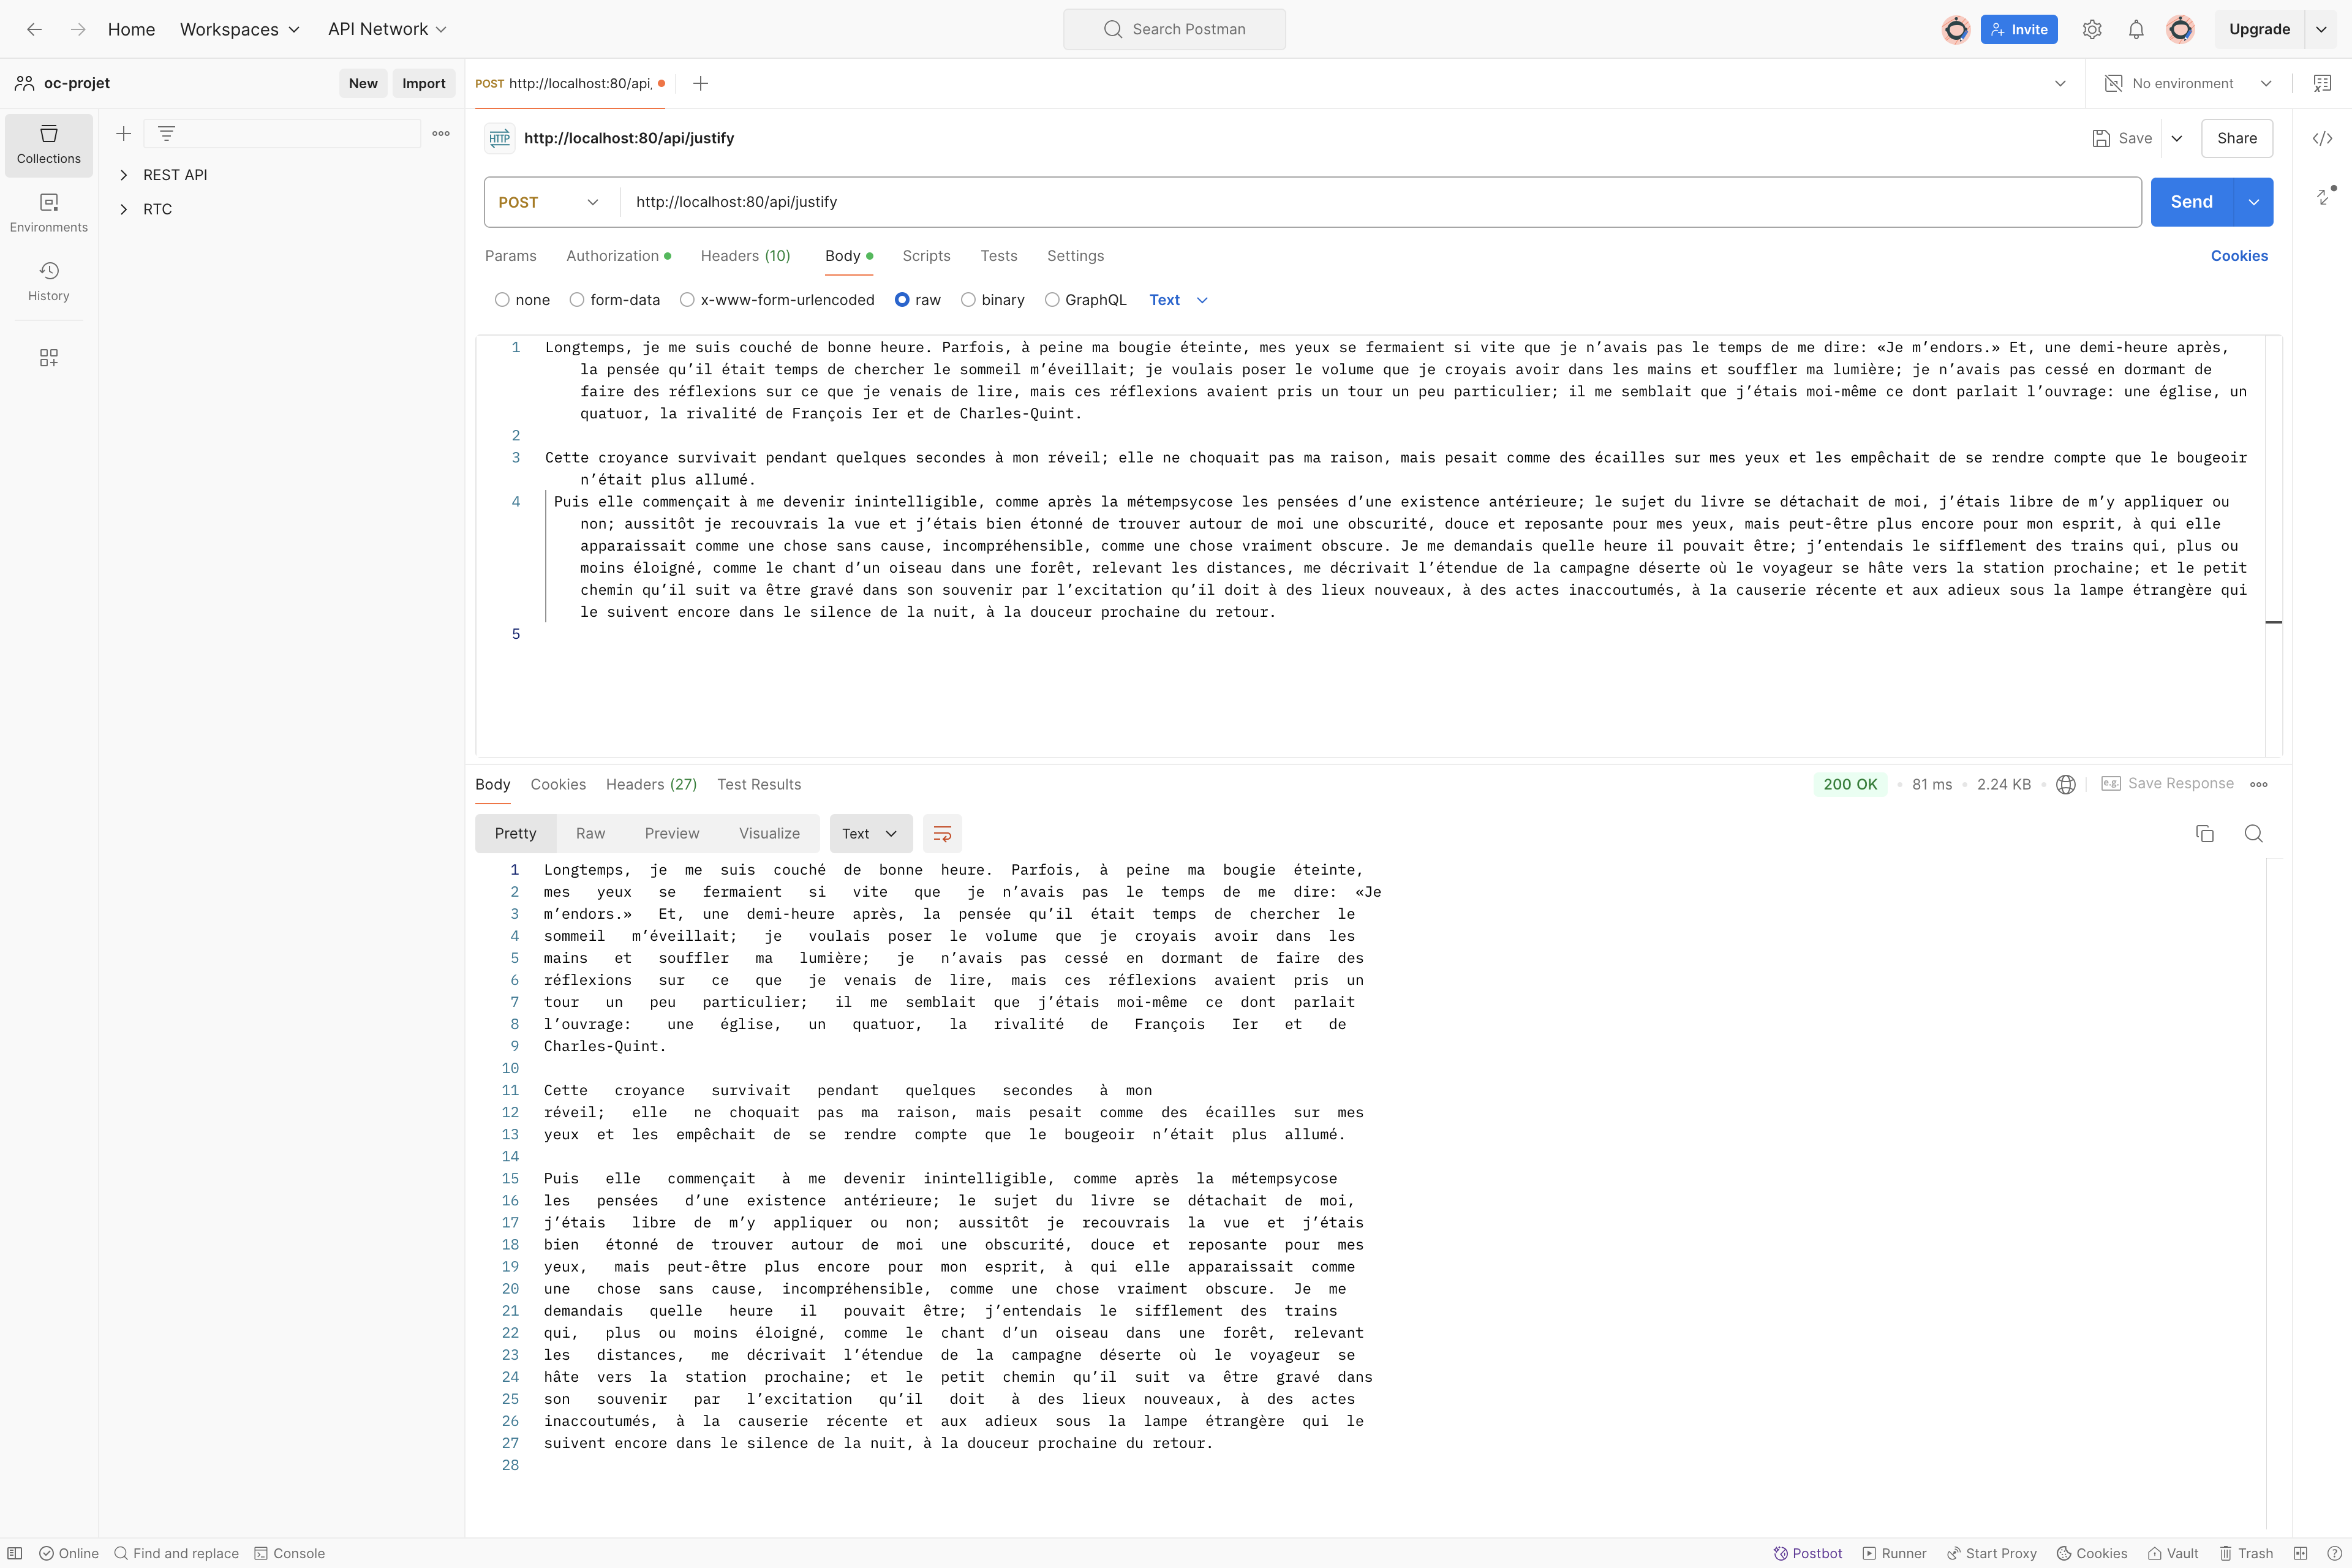 Home Workspaces API Network Search Postman Invite Upgrade
oc-projet New Import POST http://localhost:80/api, No environment
Collections
Environments
History
REST API
RTC
HTTP http://localhost:80/api/justify Save Share
POST http://localhost:80/api/justify Send
Params Authorization Headers (10) Body Scripts Tests Settings Cookies
none form-data x-www-form-urlencoded raw binary GraphQL Text
1 Longtemps, je me suis couché de bonne heure. Parfois, à peine ma bougie éteinte, mes yeux se fermaient si vite que je n’avais pas le temps de me dire: «Je m’endors.» Et, une demi-heure après,
la pensée qu’il était temps de chercher le sommeil m’éveillait; je voulais poser le volume que je croyais avoir dans les mains et souffler ma lumière; je n’avais pas cessé en dormant de
faire des réflexions sur ce que je venais de lire, mais ces réflexions avaient pris un tour un peu particulier; il me semblait que j’étais moi-même ce dont parlait l’ouvrage: une église, un
quatuor, la rivalité de François Ier et de Charles-Quint.
2
3 Cette croyance survivait pendant quelques secondes à mon réveil; elle ne choquait pas ma raison, mais pesait comme des écailles sur mes yeux et les empêchait de se rendre compte que le bougeoir
n’était plus allumé.
4 Puis elle commençait à me devenir inintelligible, comme après la métempsycose les pensées d’une existence antérieure; le sujet du livre se détachait de moi, j’étais libre de m’y appliquer ou
non; aussitôt je recouvrais la vue et j’étais bien étonné de trouver autour de moi une obscurité, douce et reposante pour mes yeux, mais peut-être plus encore pour mon esprit, à qui elle
apparaissait comme une chose sans cause, incompréhensible, comme une chose vraiment obscure. Je me demandais quelle heure il pouvait être; j’entendais le sifflement des trains qui, plus ou
moins éloigné, comme le chant d’un oiseau dans une forêt, relevant les distances, me décrivait l’étendue de la campagne déserte où le voyageur se hâte vers la station prochaine; et le petit
chemin qu’il suit va être gravé dans son souvenir par l’excitation qu’il doit à des lieux nouveaux, à des actes inaccoutumés, à la causerie récente et aux adieux sous la lampe étrangère qui
le suivent encore dans le silence de la nuit, à la douceur prochaine du retour.
5
Body Cookies Headers (27) Test Results 200 OK 81 ms 2.24 KB e.g. Save Response
Pretty Raw Preview Visualize Text
1 Longtemps, je me suis couché de bonne heure. Parfois, à peine ma bougie éteinte,
2 mes yeux se fermaient si vite que je n’avais pas le temps de me dire: «Je
3 m’endors.» Et, une demi-heure après, la pensée qu’il était temps de chercher le
4 sommeil m’éveillait; je voulais poser le volume que je croyais avoir dans les
5 mains et souffler ma lumière; je n’avais pas cessé en dormant de faire des
6 réflexions sur ce que je venais de lire, mais ces réflexions avaient pris un
7 tour un peu particulier; il me semblait que j’étais moi-même ce dont parlait
8 l’ouvrage: une église, un quatuor, la rivalité de François Ier et de
9 Charles-Quint.
10
11 Cette croyance survivait pendant quelques secondes à mon
12 réveil; elle ne choquait pas ma raison, mais pesait comme des écailles sur mes
13 yeux et les empêchait de se rendre compte que le bougeoir n’était plus allumé.
14
15 Puis elle commençait à me devenir inintelligible, comme après la métempsycose
16 les pensées d’une existence antérieure; le sujet du livre se détachait de moi,
17 j’étais libre de m’y appliquer ou non; aussitôt je recouvrais la vue et j’étais
18 bien étonné de trouver autour de moi une obscurité, douce et reposante pour mes
19 yeux, mais peut-être plus encore pour mon esprit, à qui elle apparaissait comme
20 une chose sans cause, incompréhensible, comme une chose vraiment obscure. Je me
21 demandais quelle heure il pouvait être; j’entendais le sifflement des trains
22 qui, plus ou moins éloigné, comme le chant d’un oiseau dans une forêt, relevant
23 les distances, me décrivait l’étendue de la campagne déserte où le voyageur se
24 hâte vers la station prochaine; et le petit chemin qu’il suit va être gravé dans
25 son souvenir par l’excitation qu’il doit à des lieux nouveaux, à des actes
26 inaccoutumés, à la causerie récente et aux adieux sous la lampe étrangère qui le
27 suivent encore dans le silence de la nuit, à la douceur prochaine du retour.
28
Online Find and replace Console Postbot Runner Start Proxy Cookies Vault Trash